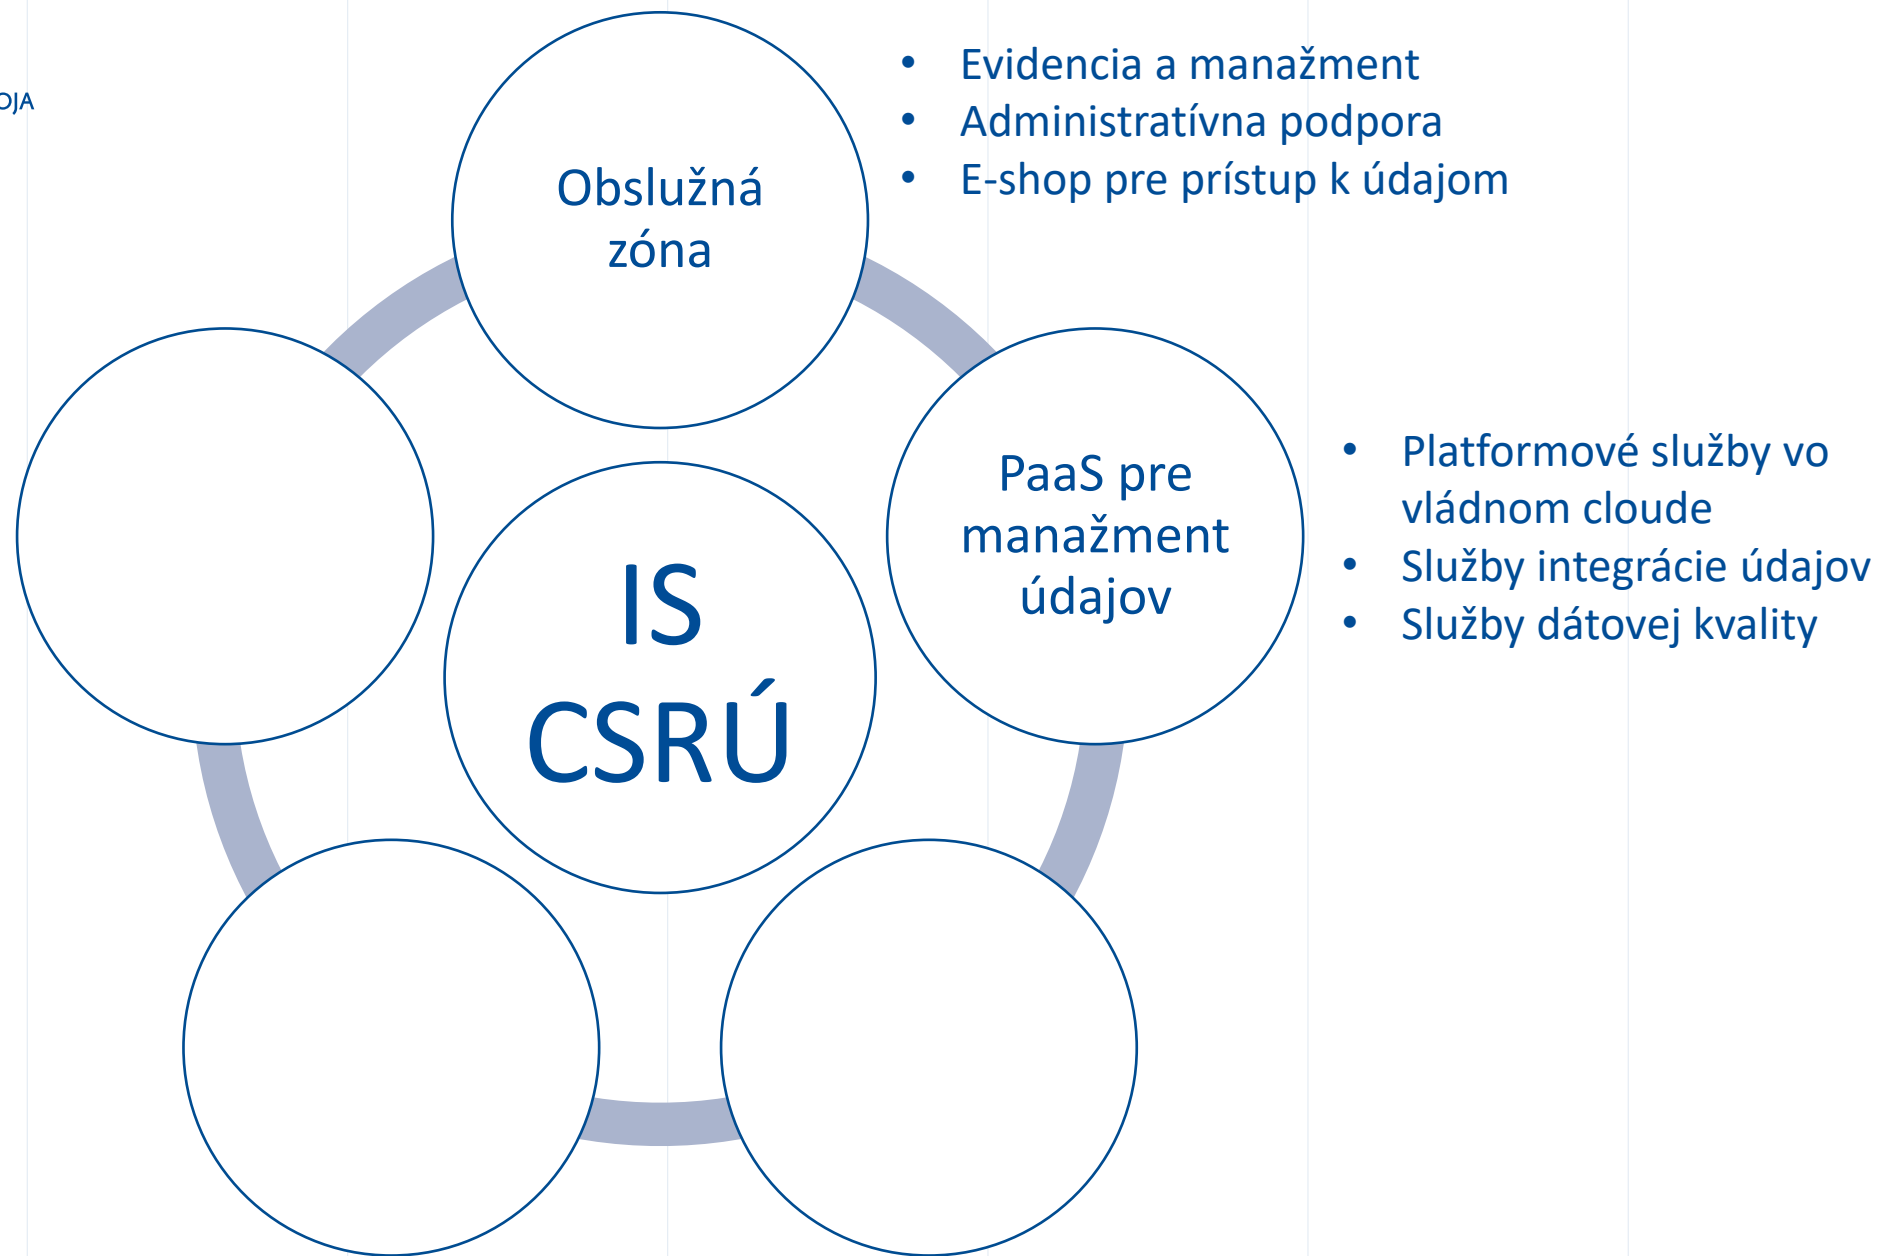 OJA
• Evidencia a manažment
• Administratívna podpora
• E-shop pre prístup k údajom
Obslužná
zóna
PaaS pre
manažment
údajov
• Platformové služby vo
vládnom cloude
• Služby integrácie údajov
• Služby dátovej kvality
IS
CSRÚ